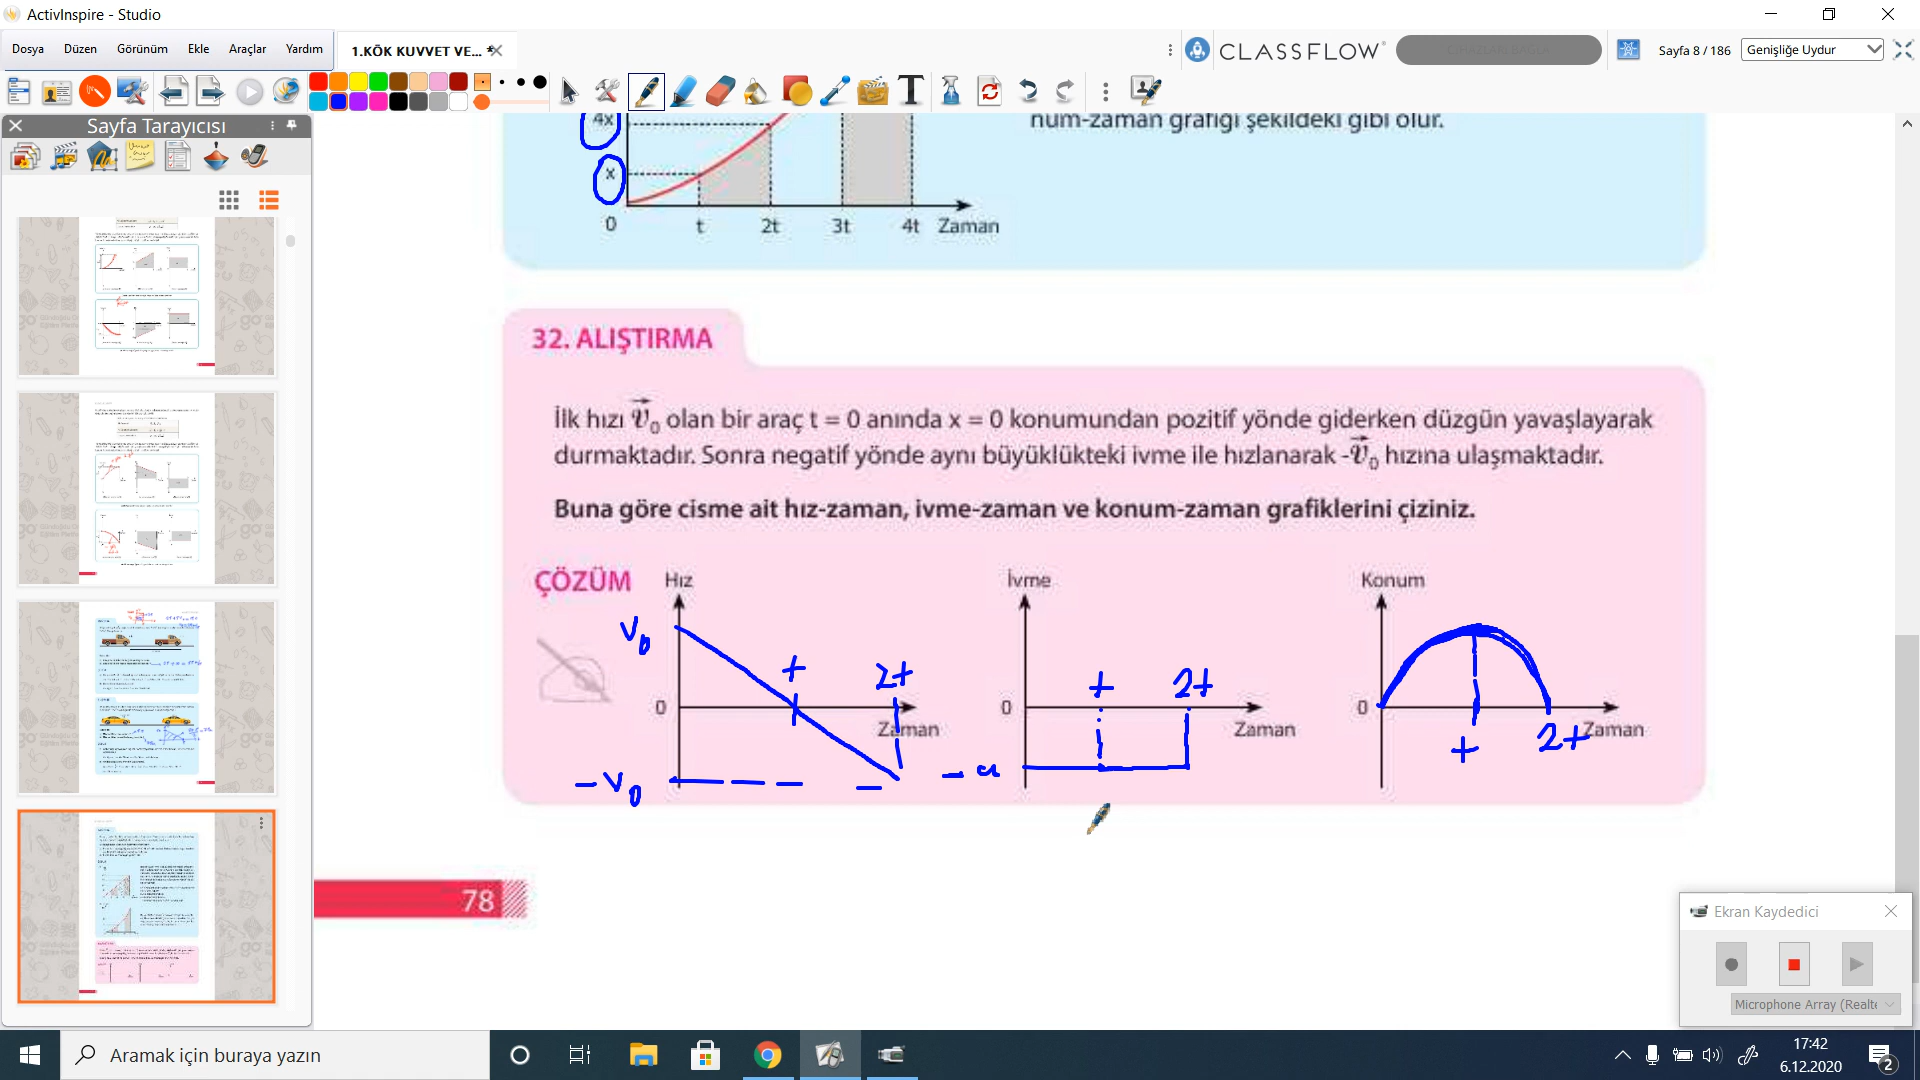 ActivInspire - Studio
Dosya Düzen Görünüm Ekle Araçlar Yardım
1.KÖK KUVVET VE... *
CLASSFLOW
Sayfa 8 / 186
Genişliğe Uydur
Sayfa Tarayıcısı
4x
x
0 t 2t 3t 4t Zaman
num-zaman grafiği şekildeki gibi olur.
32. ALIŞTIRMA
İlk hızı v₀ olan bir araç t = 0 anında x = 0 konumundan pozitif yönde giderken düzgün yavaşlayarak
durmaktadır. Sonra negatif yönde aynı büyüklükteki ivme ile hızlanarak -v₀ hızına ulaşmaktadır.
Buna göre cisme ait hız-zaman, ivme-zaman ve konum-zaman grafiklerini çiziniz.
ÇÖZÜM
Hız
v₀
t
2t
0
Zaman
-v₀
İvme
t
2t
0
Zaman
-a
Konum
0
t
2t
Zaman
78
Ekran Kaydedici
Microphone Array (Realte
Aramak için buraya yazın
17:42
6.12.2020
2